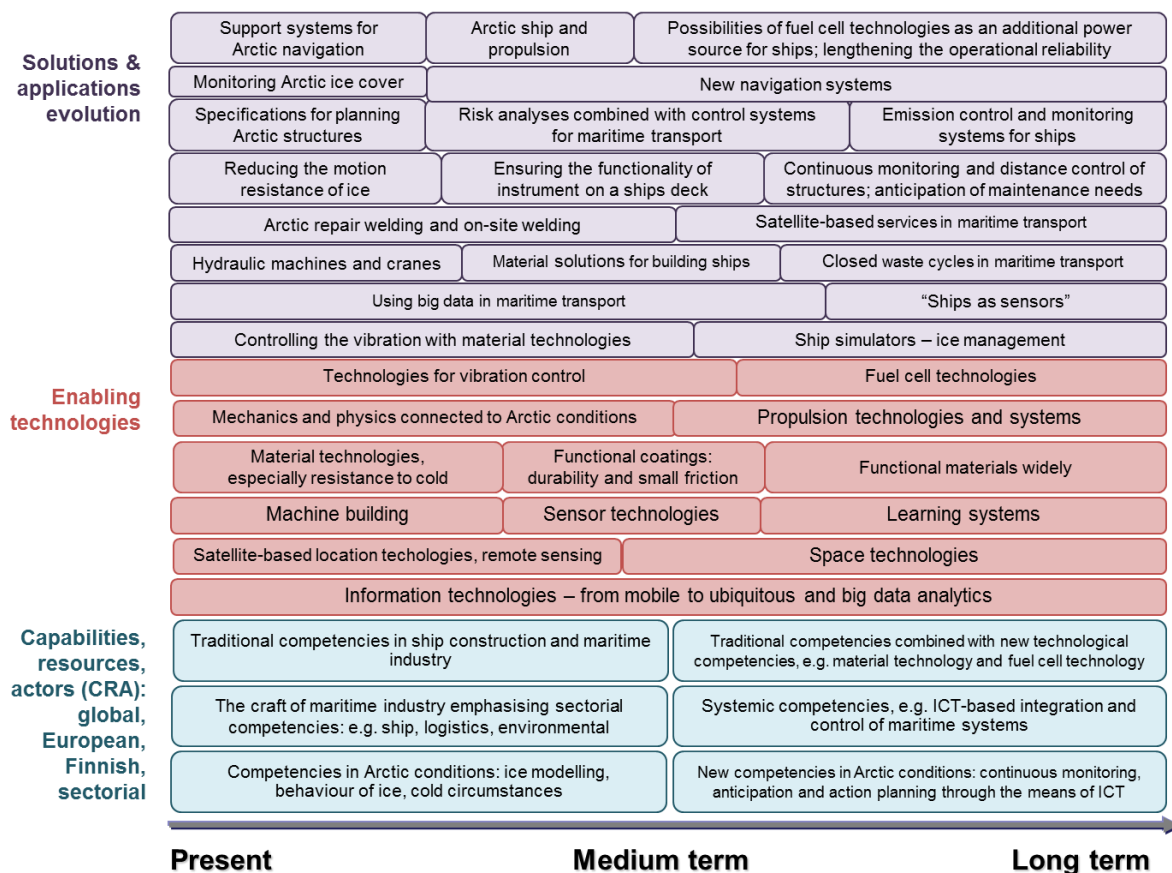 Solutions &
applications
evolution
Support systems for
Arctic navigation
Arctic ship and
propulsion
Possibilities of fuel cell technologies as an additional power
source for ships; lengthening the operational reliability
Monitoring Arctic ice cover
New navigation systems
Specifications for planning
Arctic structures
Risk analyses combined with control systems
for maritime transport
Emission control and monitoring
systems for ships
Reducing the motion
resistance of ice
Ensuring the functionality of
instrument on a ships deck
Continuous monitoring and distance control of
structures; anticipation of maintenance needs
Arctic repair welding and on-site welding
Satellite-based services in maritime transport
Hydraulic machines and cranes
Material solutions for building ships
Closed waste cycles in maritime transport
Using big data in maritime transport
“Ships as sensors”
Controlling the vibration with material technologies
Ship simulators – ice management
Enabling
technologies
Technologies for vibration control
Fuel cell technologies
Mechanics and physics connected to Arctic conditions
Propulsion technologies and systems
Material technologies,
especially resistance to cold
Functional coatings:
durability and small friction
Functional materials widely
Machine building
Sensor technologies
Learning systems
Satellite-based location techologies, remote sensing
Space technologies
Information technologies – from mobile to ubiquitous and big data analytics
Capabilities,
resources,
actors (CRA):
global,
European,
Finnish,
sectorial
Traditional competencies in ship construction and maritime
industry
Traditional competencies combined with new technological
competencies, e.g. material technology and fuel cell technology
The craft of maritime industry emphasising sectorial
competencies: e.g. ship, logistics, environmental
Systemic competencies, e.g. ICT-based integration and
control of maritime systems
Competencies in Arctic conditions: ice modelling,
behaviour of ice, cold circumstances
New competencies in Arctic conditions: continuous monitoring,
anticipation and action planning through the means of ICT
Present
Medium term
Long term